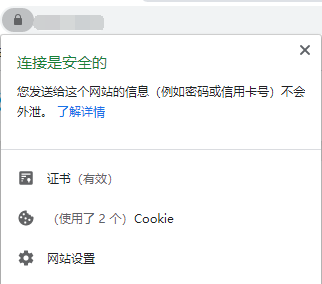 连接是安全的
您发送给这个网站的信息（例如密码或信用卡号）不会
外泄。 了解详情
证书（有效）
（使用了 2 个）Cookie
网站设置